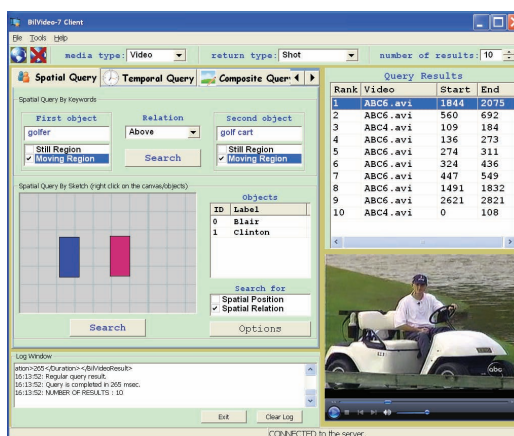 BilVideo-7 Client
File Tools Help
media type: Video return type: Shot number of results: 10
Spatial Query Temporal Query Composite Quer
Spatial Query By Keywords
First object Relation Second object
golfer Above golf cart
Still Region Still Region
Moving Region Search Moving Region
Spatial Query By Sketch (right click on the canvas/objects)
Objects
ID Label
0 Blair
1 Clinton
Search for
Spatial Position
Spatial Relation
Search Options
Query Results
Rank Video Start End
1 ABC6.avi 1844 2075
2 ABC6.avi 560 692
3 ABC4.avi 109 184
4 ABC6.avi 136 273
5 ABC6.avi 274 311
6 ABC6.avi 324 436
7 ABC6.avi 447 549
8 ABC6.avi 1491 1832
9 ABC6.avi 2621 2821
10 ABC4.avi 0 108
abc
Log Window
ation>265</Duration></BilVideoResult>
16:13:52: Regular query result.
16:13:52: Query is completed in 265 msec.
16:13:52: NUMBER OF RESULTS : 10
Exit Clear Log
CONNECTED to the server.